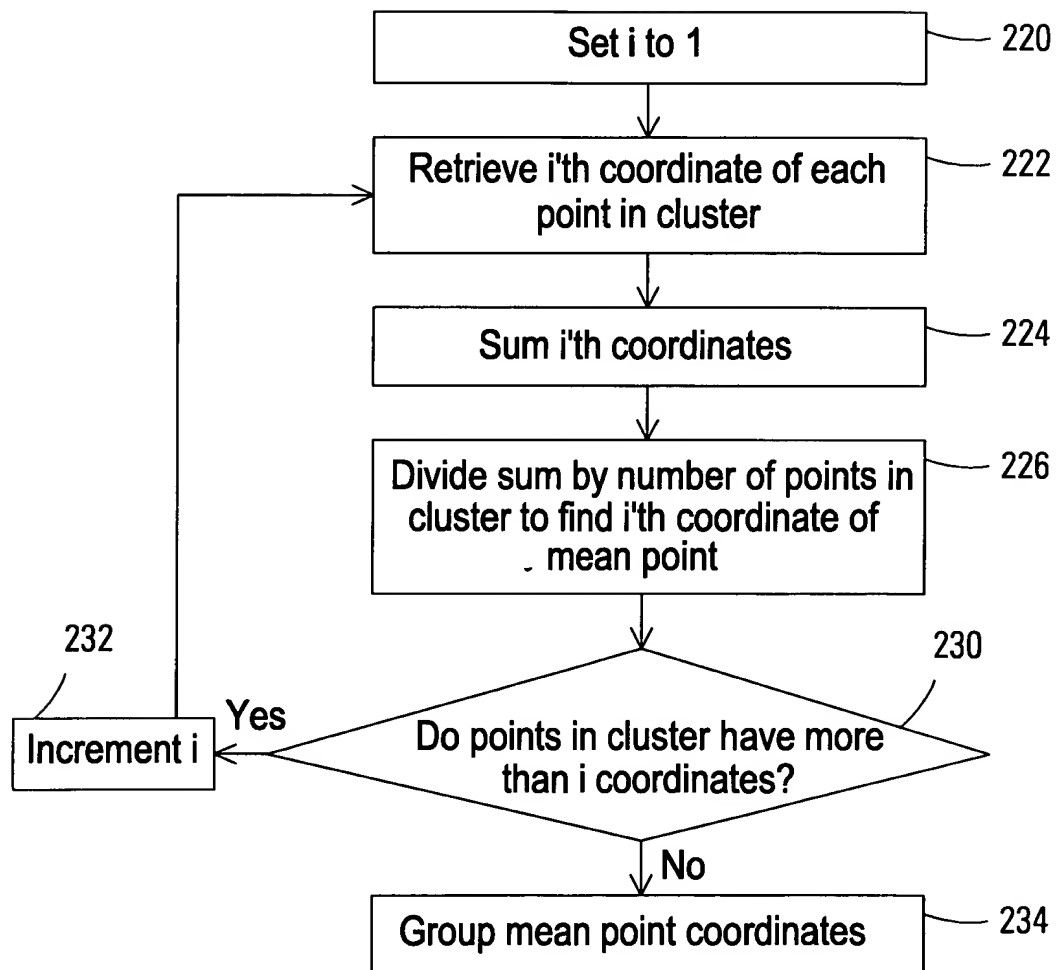 Set i to 1
220
Retrieve i'th coordinate of each
point in cluster
222
Sum i'th coordinates
224
Divide sum by number of points in
cluster to find i'th coordinate of
mean point
226
232
Increment i
Yes
230
Do points in cluster have more
than i coordinates?
No
Group mean point coordinates
234